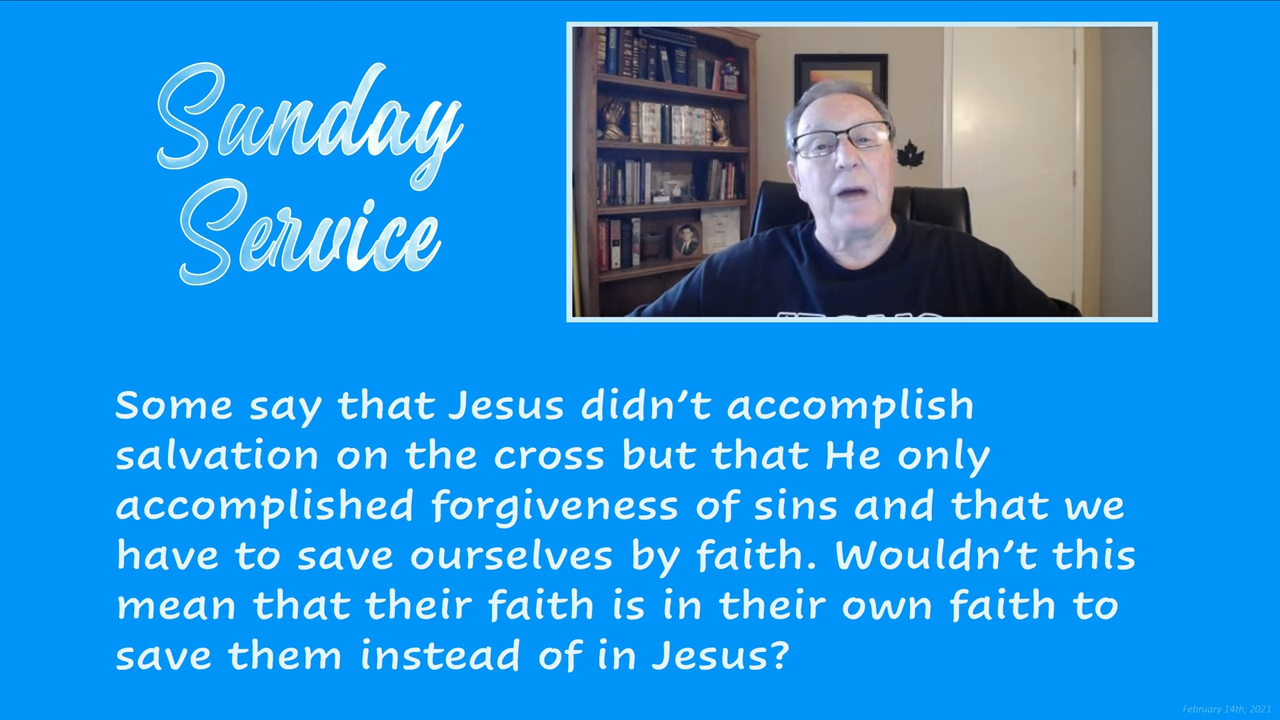 Sunday
Service
Some say that Jesus didn't accomplish
salvation on the cross but that He only
accomplished forgiveness of sins and that we
have to save ourselves by faith. Wouldn't this
mean that their faith is in their own faith to
save them instead of in Jesus?
February 14th, 2021